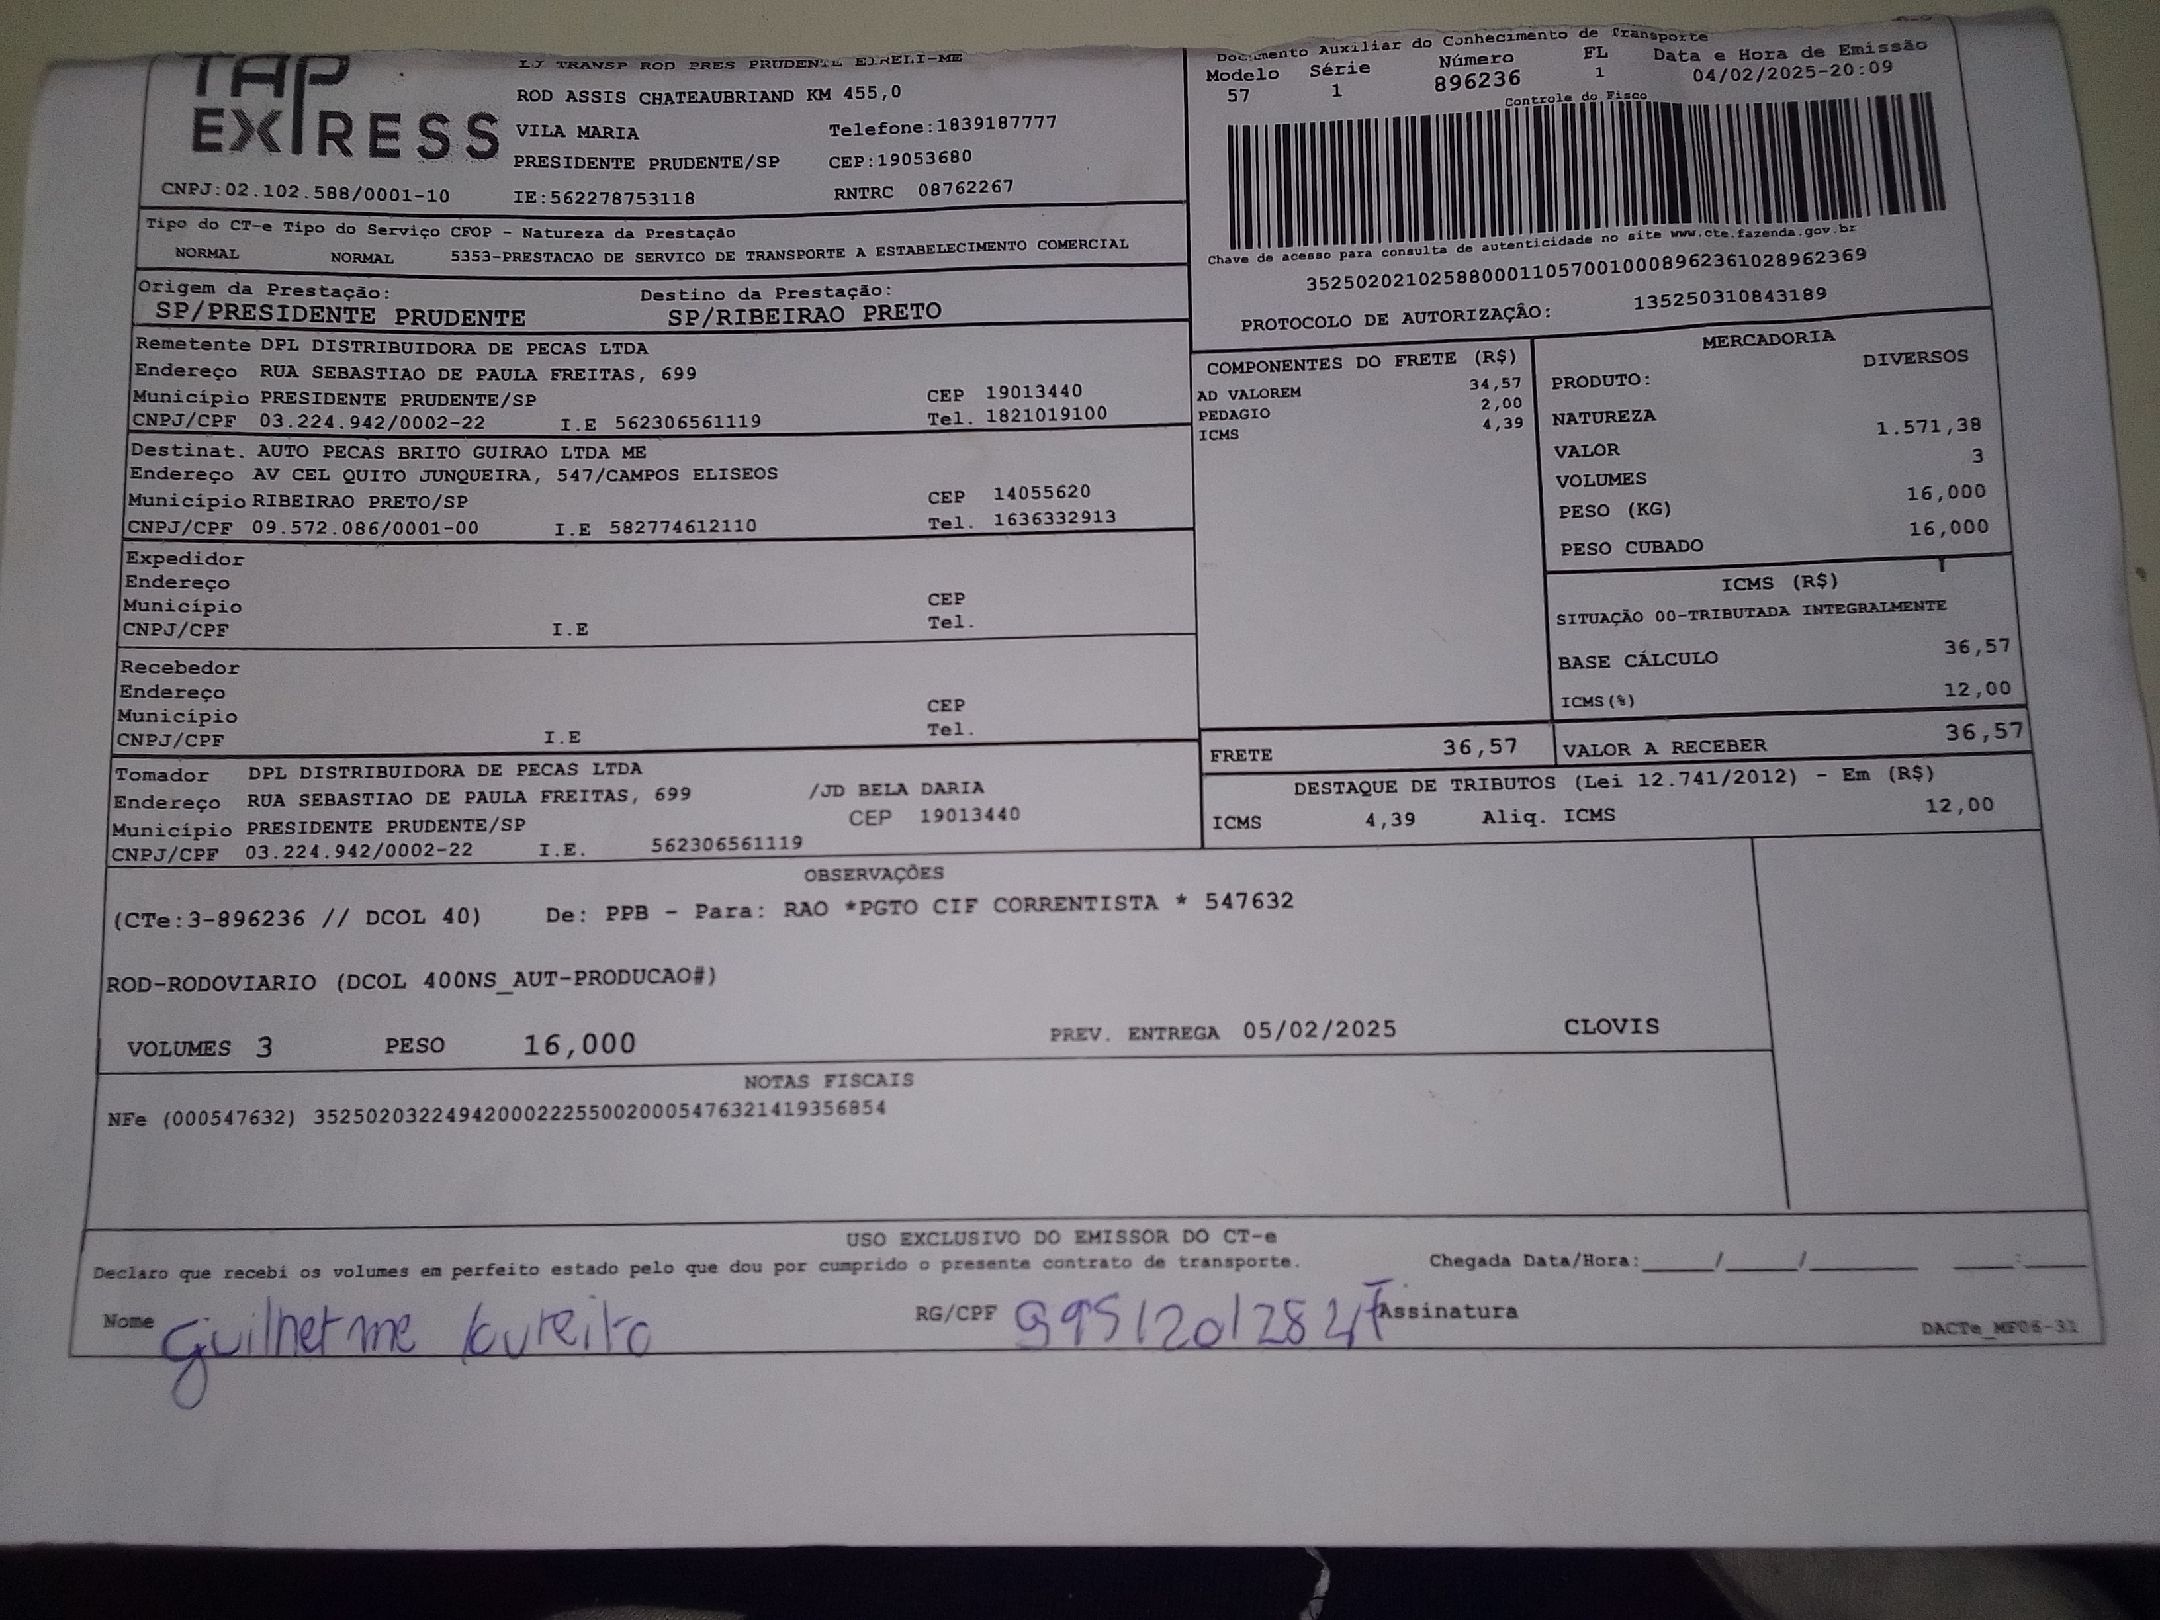 TAP
EXPRESS
LJ TRANSP ROD PRES PRUDENTE EIRELI-ME
ROD ASSIS CHATEAUBRIAND KM 455,0
VILA MARIA Telefone:1839187777
PRESIDENTE PRUDENTE/SP CEP:19053680
CNPJ:02.102.588/0001-10 IE:562278753118 RNTRC 08762267
Documento Auxiliar do Conhecimento de Transporte
Modelo Série Número FL Data e Hora de Emissão
57 1 896236 1 04/02/2025-20:09
Controle do Fisco
Chave de acesso para consulta de autenticidade no site www.cte.fazenda.gov.br
35250202102588000110570010008962361028962369
PROTOCOLO DE AUTORIZAÇÂO: 135250310843189
Tipo do CT-e Tipo do Serviço CFOP - Natureza da Prestação
NORMAL NORMAL 5353-PRESTACAO DE SERVICO DE TRANSPORTE A ESTABELECIMENTO COMERCIAL
Origem da Prestação: Destino da Prestação:
SP/PRESIDENTE PRUDENTE SP/RIBEIRAO PRETO
Remetente DPL DISTRIBUIDORA DE PECAS LTDA
Endereço RUA SEBASTIAO DE PAULA FREITAS, 699
Município PRESIDENTE PRUDENTE/SP CEP 19013440
CNPJ/CPF 03.224.942/0002-22 I.E 562306561119 Tel. 1821019100
Destinat. AUTO PECAS BRITO GUIRAO LTDA ME
Endereço AV CEL QUITO JUNQUEIRA, 547/CAMPOS ELISEOS
Município RIBEIRAO PRETO/SP CEP 14055620
CNPJ/CPF 09.572.086/0001-00 I.E 582774612110 Tel. 1636332913
Expedidor
Endereço
Município CEP
CNPJ/CPF I.E Tel.
Recebedor
Endereço
Município CEP
CNPJ/CPF I.E Tel.
Tomador DPL DISTRIBUIDORA DE PECAS LTDA
Endereço RUA SEBASTIAO DE PAULA FREITAS, 699 /JD BELA DARIA
Município PRESIDENTE PRUDENTE/SP CEP 19013440
CNPJ/CPF 03.224.942/0002-22 I.E. 562306561119
COMPONENTES DO FRETE (R$)
AD VALOREM 34,57
PEDAGIO 2,00
ICMS 4,39
FRETE 36,57
MERCADORIA
PRODUTO: DIVERSOS
NATUREZA
VALOR 1.571,38
VOLUMES 3
PESO (KG) 16,000
PESO CUBADO 16,000
ICMS (R$)
SITUAÇÃO 00-TRIBUTADA INTEGRALMENTE
BASE CÁLCULO 36,57
ICMS(%) 12,00
VALOR A RECEBER 36,57
DESTAQUE DE TRIBUTOS (Lei 12.741/2012) - Em (R$)
ICMS 4,39 Aliq. ICMS 12,00
OBSERVAÇÕES
(CTe:3-896236 // DCOL 40) De: PPB - Para: RAO *PGTO CIF CORRENTISTA * 547632
ROD-RODOVIARIO (DCOL 400NS_AUT-PRODUCAO#)
VOLUMES 3 PESO 16,000 PREV. ENTREGA 05/02/2025 CLOVIS
NOTAS FISCAIS
NFe (000547632) 35250203224942000222550020005476321419356854
USO EXCLUSIVO DO EMISSOR DO CT-e
Declaro que recebi os volumes em perfeito estado pelo que dou por cumprido o presente contrato de transporte. Chegada Data/Hora:_____/_____/________ ____:_____
Nome Guilherme RG/CPF Assinatura
DACTe_MF06-31